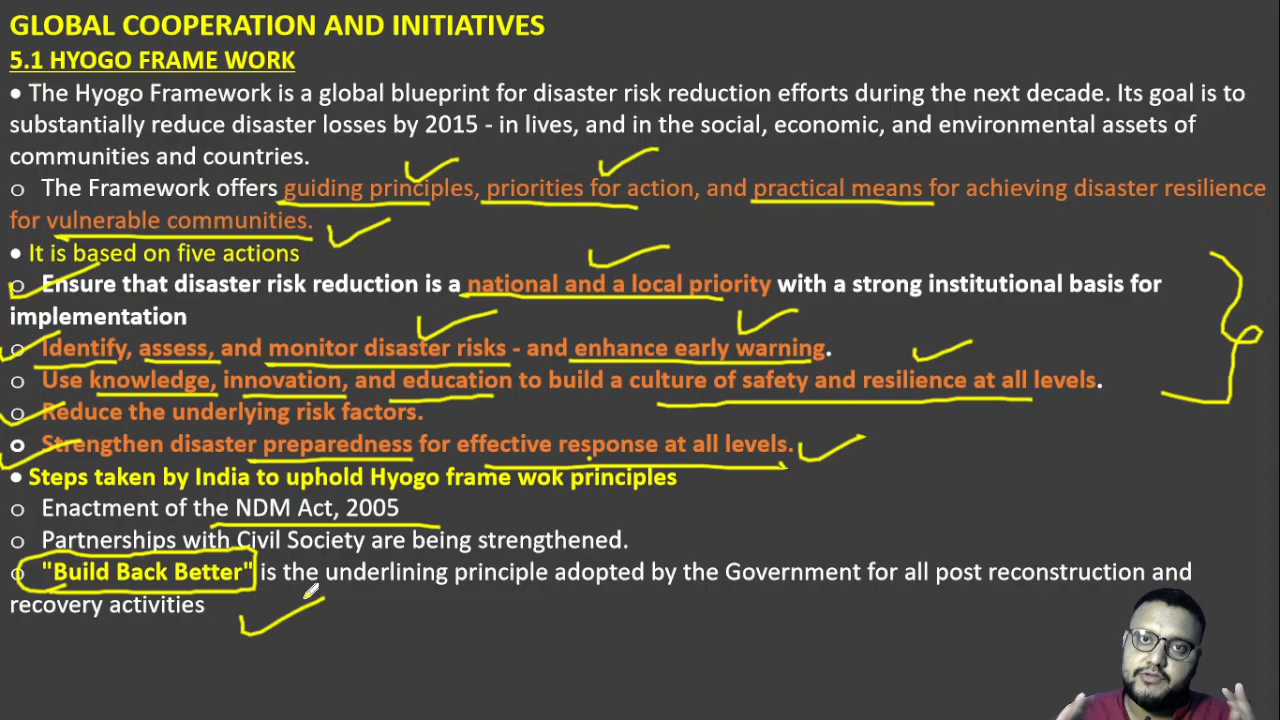 GLOBAL COOPERATION AND INITIATIVES
5.1 HYOGO FRAME WORK
• The Hyogo Framework is a global blueprint for disaster risk reduction efforts during the next decade. Its goal is to
substantially reduce disaster losses by 2015 - in lives, and in the social, economic, and environmental assets of
communities and countries.
o The Framework offers guiding principles, priorities for action, and practical means for achieving disaster resilience
for vulnerable communities.
• It is based on five actions
o Ensure that disaster risk reduction is a national and a local priority with a strong institutional basis for
implementation
o Identify, assess, and monitor disaster risks - and enhance early warning.
o Use knowledge, innovation, and education to build a culture of safety and resilience at all levels.
o Reduce the underlying risk factors.
o Strengthen disaster preparedness for effective response at all levels.
• Steps taken by India to uphold Hyogo frame wok principles
o Enactment of the NDM Act, 2005
o Partnerships with Civil Society are being strengthened.
o "Build Back Better" is the underlining principle adopted by the Government for all post reconstruction and
recovery activities